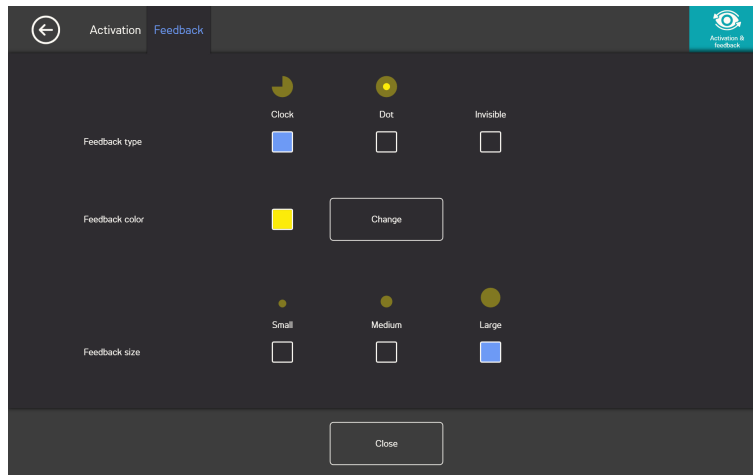 Activation Feedback
Activation &
feedback
Clock Dot Invisible
Feedback type
Feedback color Change
Small Medium Large
Feedback size
Close